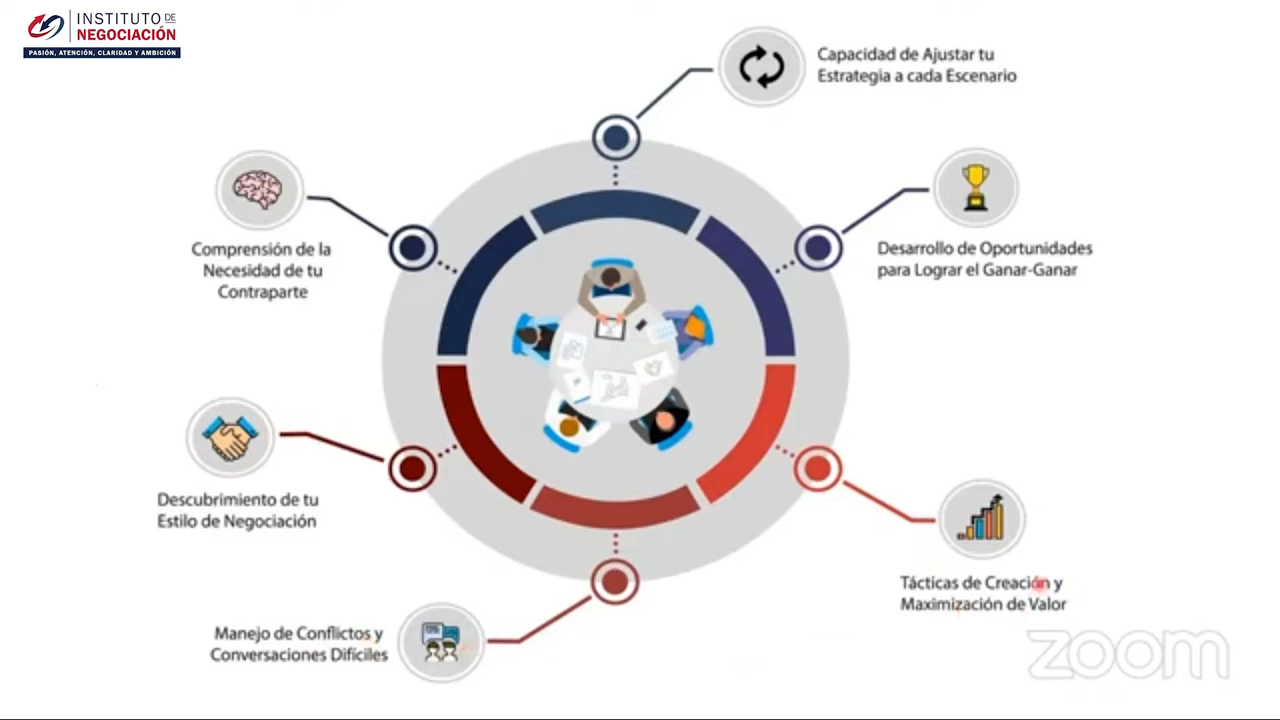 INSTITUTO DE
NEGOCIACIÓN
PASIÓN, ATENCIÓN, CLARIDAD Y AMBICIÓN
Capacidad de Ajustar tu
Estrategia a cada Escenario
Comprensión de la
Necesidad de tu
Contraparte
Desarrollo de Oportunidades
para Lograr el Ganar-Ganar
Descubrimiento de tu
Estilo de Negociación
Tácticas de Creación y
Maximización de Valor
Manejo de Conflictos y
Conversaciones Difíciles
zoom